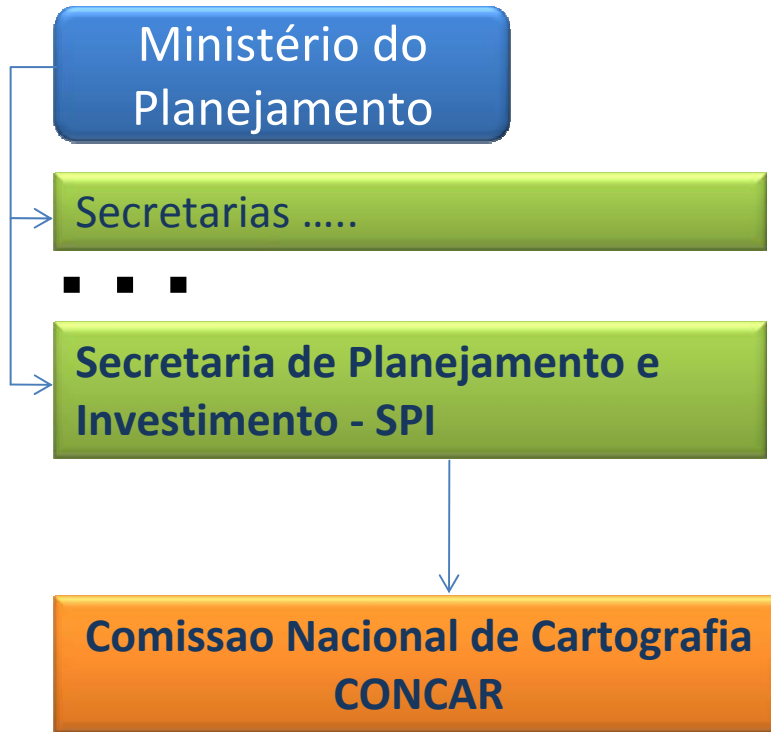 Ministério do
Planejamento
Secretarias .....
Secretaria de Planejamento e
Investimento - SPI
Comissao Nacional de Cartografia
CONCAR